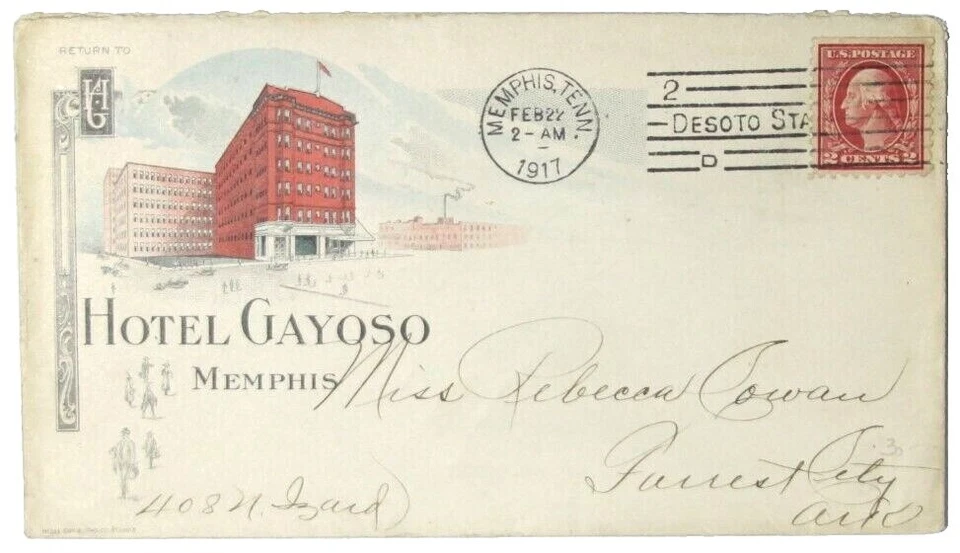 RETURN TO
HG
HOTEL GAYOSO
MEMPHIS
MEMPHIS, TENN.
FEB 22
2 - AM
1917
2
DESOTO STA
D
U.S. POSTAGE
2 CENTS 2
Miss Rebecca Cowan
Forrest City
Ark
408 N. Izard